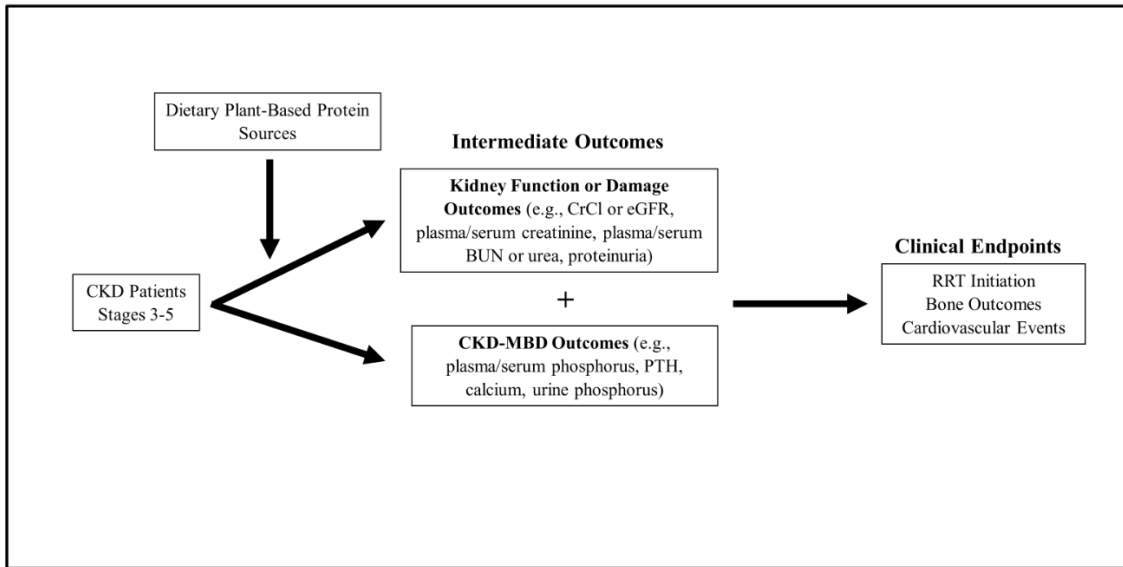 Dietary Plant-Based Protein
Sources
Intermediate Outcomes
Kidney Function or Damage
Outcomes (e.g., CrCl or eGFR,
plasma/serum creatinine, plasma/serum
BUN or urea, proteinuria)
+
CKD-MBD Outcomes (e.g.,
plasma/serum phosphorus, PTH,
calcium, urine phosphorus)
CKD Patients
Stages 3-5
Clinical Endpoints
RRT Initiation
Bone Outcomes
Cardiovascular Events